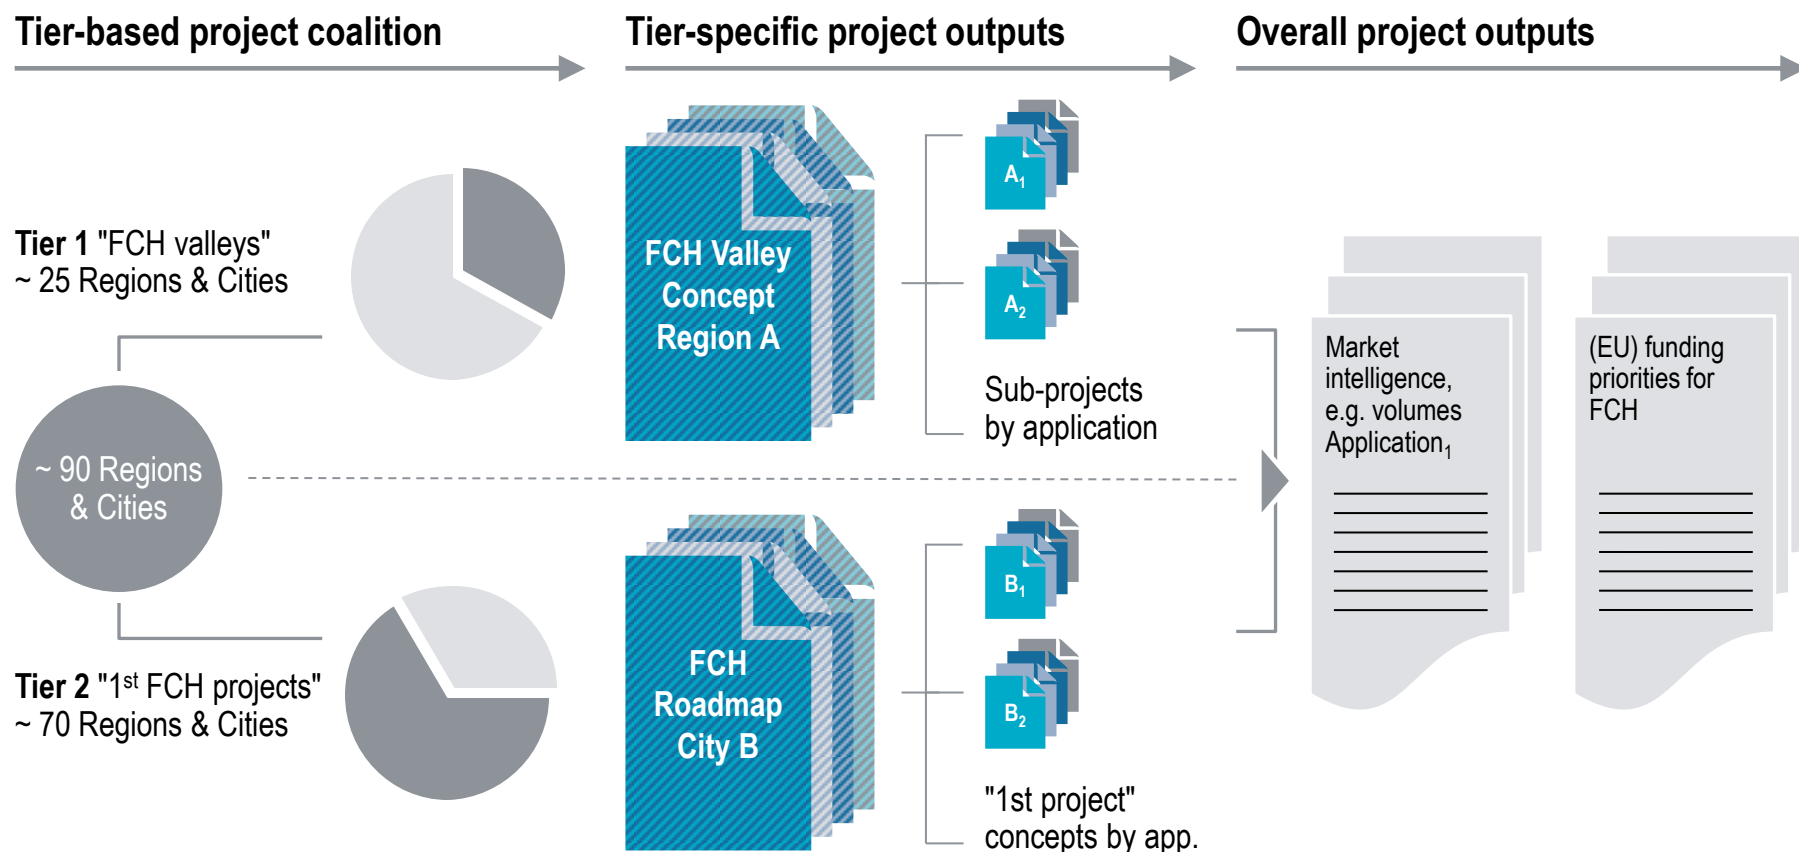 Tier-based project coalition
Tier-specific project outputs
Overall project outputs
Tier 1 "FCH valleys"
~ 25 Regions & Cities
~ 90 Regions
& Cities
Tier 2 "1st FCH projects"
~ 70 Regions & Cities
FCH Valley
Concept
Region A
A1
A2
Sub-projects
by application
FCH
Roadmap
City B
B1
B2
"1st project"
concepts by app.
Market
intelligence,
e.g. volumes
Application1
(EU) funding
priorities for
FCH